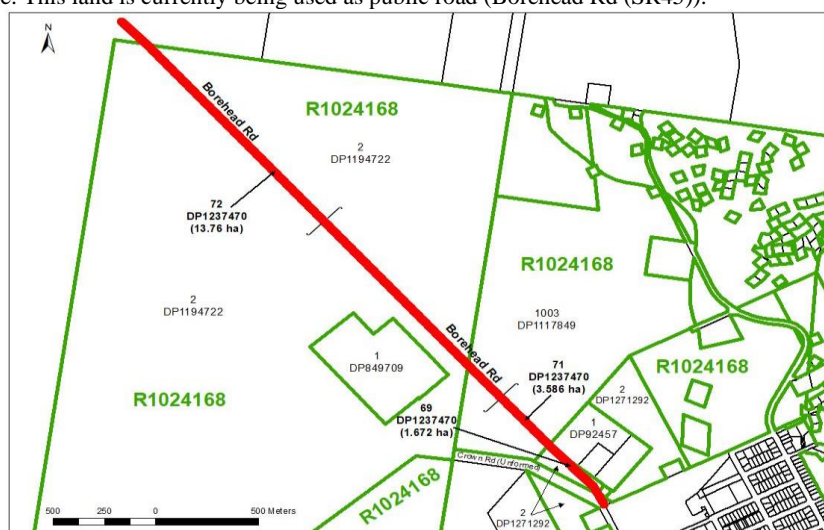 c. This land is currently being used as public road (Borehead Rd (SR45)).
N
Borehead Rd
R1024168
2
DP1194722
72
DP1237470
(13.76 ha)
R1024168
2
DP1194722
1003
DP1117849
Borehead Rd
1
DP849709
71
DP1237470
(3.586 ha)
R1024168
2
DP1271292
R1024168
69
DP1237470
(1.672 ha)
1
DP92457
Crown Rd (Unformed)
R1024168
2
DP1271292
500 250 0 500 Meters